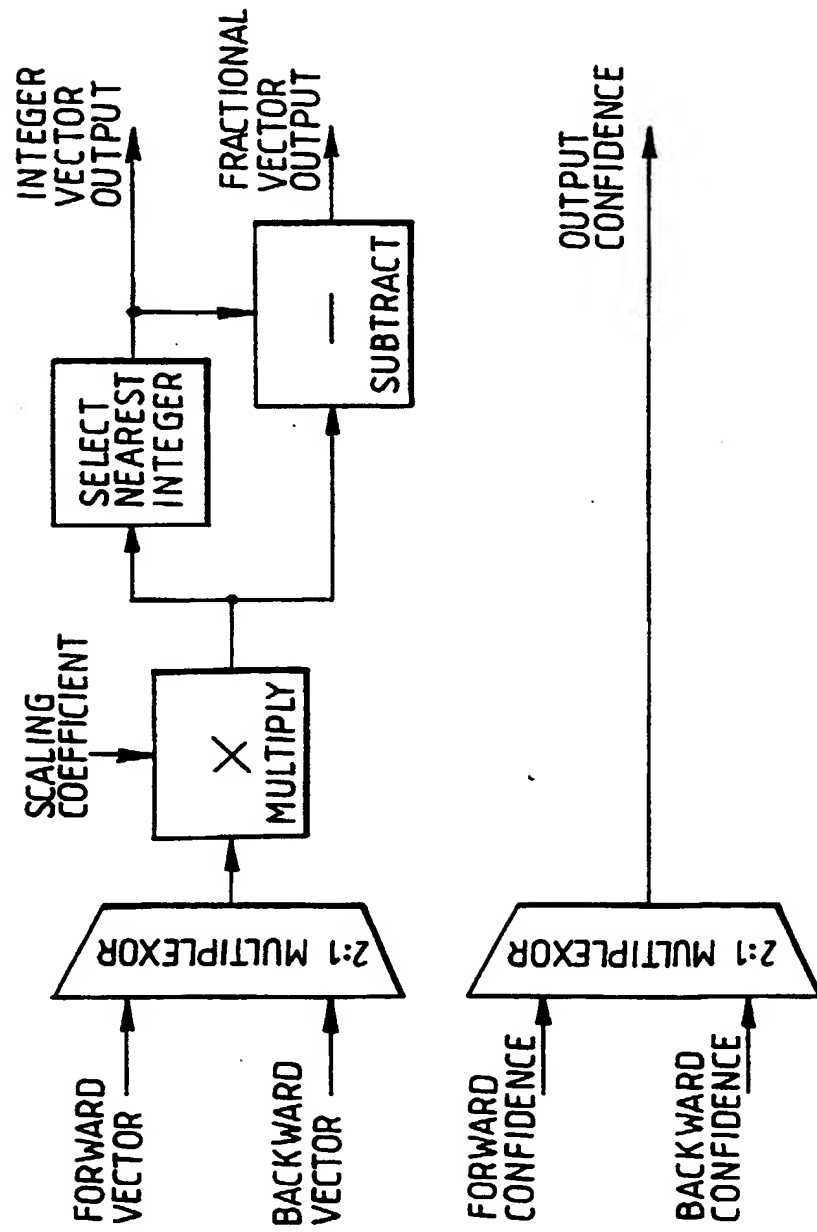 FORWARD
VECTOR
BACKWARD
VECTOR
2:1 MULTIPLEXOR
SCALING
COEFFICIENT
×
MULTIPLY
SELECT
NEAREST
INTEGER
—
SUBTRACT
INTEGER
VECTOR
OUTPUT
FRACTIONAL
VECTOR
OUTPUT
FORWARD
CONFIDENCE
BACKWARD
CONFIDENCE
2:1 MULTIPLEXOR
OUTPUT
CONFIDENCE